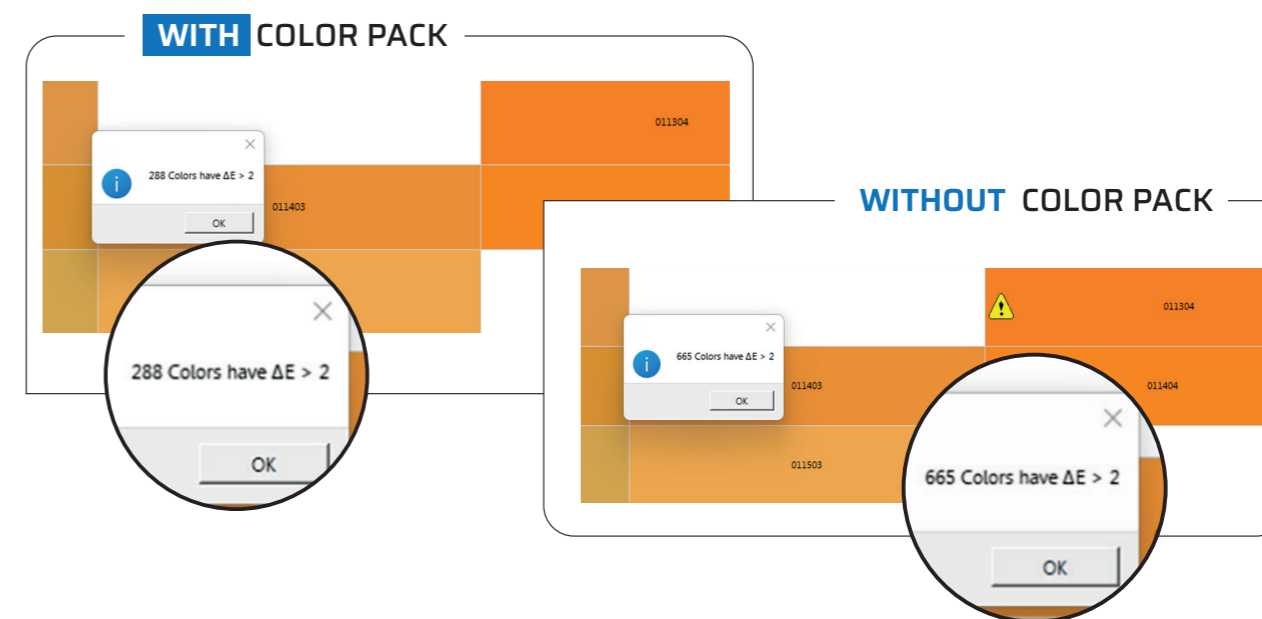 WITH COLOR PACK
011304
288 Colors have ΔE > 2
OK
011403
288 Colors have ΔE > 2
OK
WITHOUT COLOR PACK
011304
665 Colors have ΔE > 2
OK
011403
011404
011503
665 Colors have ΔE > 2
OK